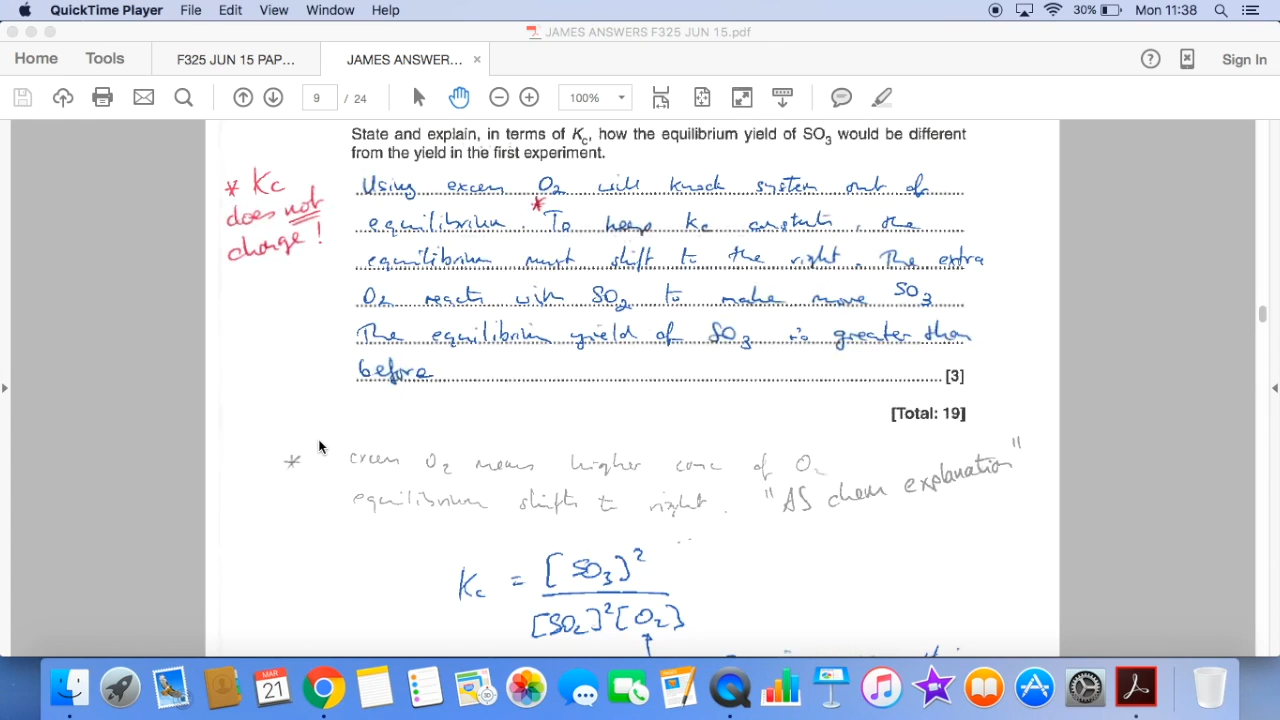 QuickTime Player File Edit View Window Help 30% Mon 11:38
JAMES ANSWERS F325 JUN 15.pdf
Home Tools F325 JUN 15 PAP... JAMES ANSWER... × ? Sign In
9 / 24 100%
State and explain, in terms of Kc, how the equilibrium yield of SO3 would be different
from the yield in the first experiment.
* Kc
does not
change!
Using excess O2 will knock system out of
equilibrium. * To keep Kc constant, the
equilibrium must shift to the right. The extra
O2 reacts with SO2 to make more SO3
The equilibrium yield of SO3 is greater than
before [3]
[Total: 19]
* excess O2 means higher conc of O2
equilibrium shifts to right. "AS chem explanation"
Kc = [SO3]²
[SO2]²[O2]
MAR
21